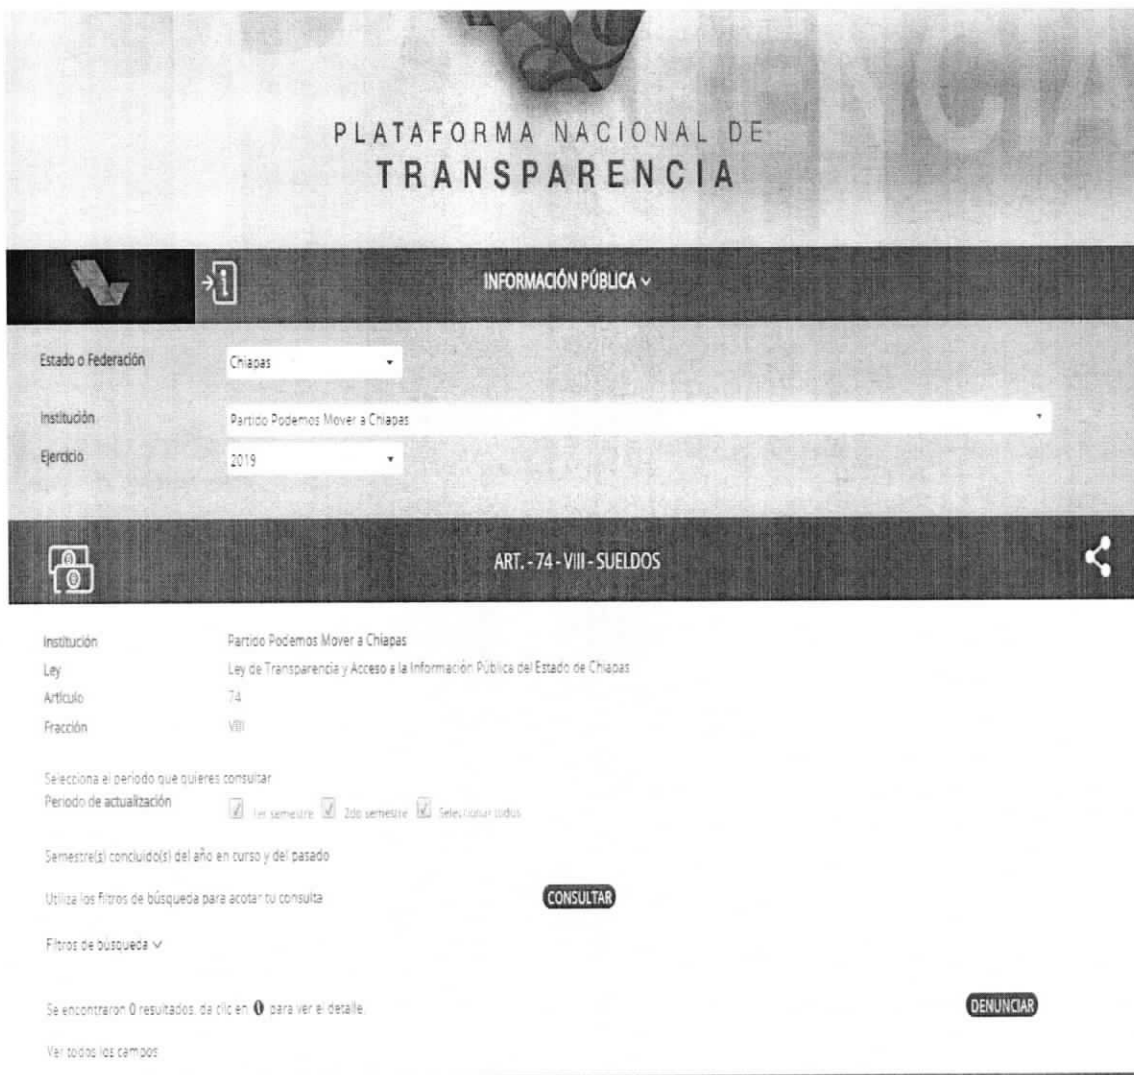 ENCIA
PLATAFORMA NACIONAL DE
TRANSPARENCIA
INFORMACIÓN PÚBLICA
Estado o Federación Chiapas
Institución Partido Podemos Mover a Chiapas
Ejercicio 2019
ART. - 74 - VIII - SUELDOS
Institución Partido Podemos Mover a Chiapas
Ley Ley de Transparencia y Acceso a la Información Pública del Estado de Chiapas
Artículo 74
Fracción VIII
Selecciona el periodo que quieres consultar
Periodo de actualización 1er semestre 2do semestre Seleccionar todos
Semestre(s) concluido(s) del año en curso y del pasado
Utiliza los filtros de búsqueda para acotar tu consulta CONSULTAR
Filtros de búsqueda
Se encontraron 0 resultados, da clic en i para ver el detalle. DENUNCIAR
Ver todos los campos